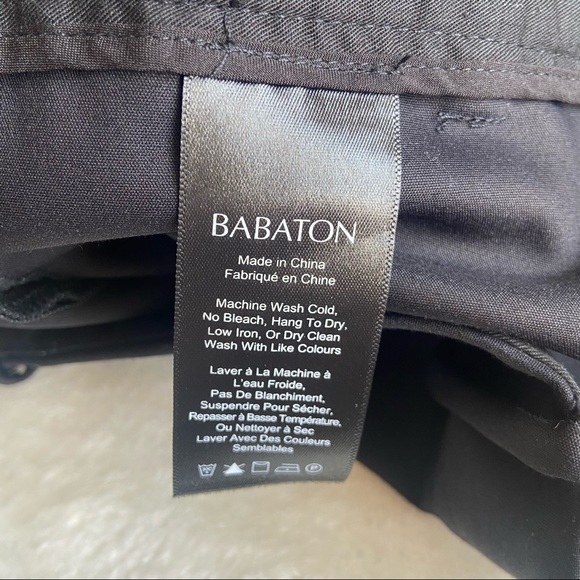 BABATON
Made in China
Fabriqué en Chine
Machine Wash Cold,
No Bleach, Hang To Dry,
Low Iron, Or Dry Clean
Wash With Like Colours
Laver à La Machine à
L'eau Froide,
Pas De Blanchiment,
Suspendre Pour Sécher,
Repasser à Basse Température,
Ou Nettoyer à Sec
Laver Avec Des Couleurs
Semblables